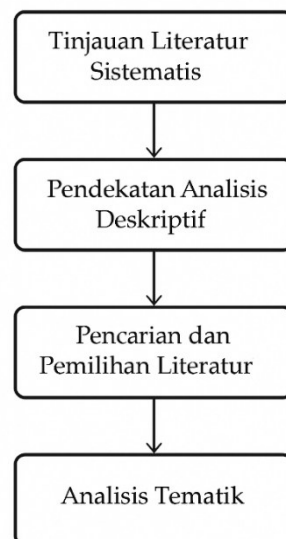 Tinjauan Literatur
Sistematis
Pendekatan Analisis
Deskriptif
Pencarian dan
Pemilihan Literatur
Analisis Tematik